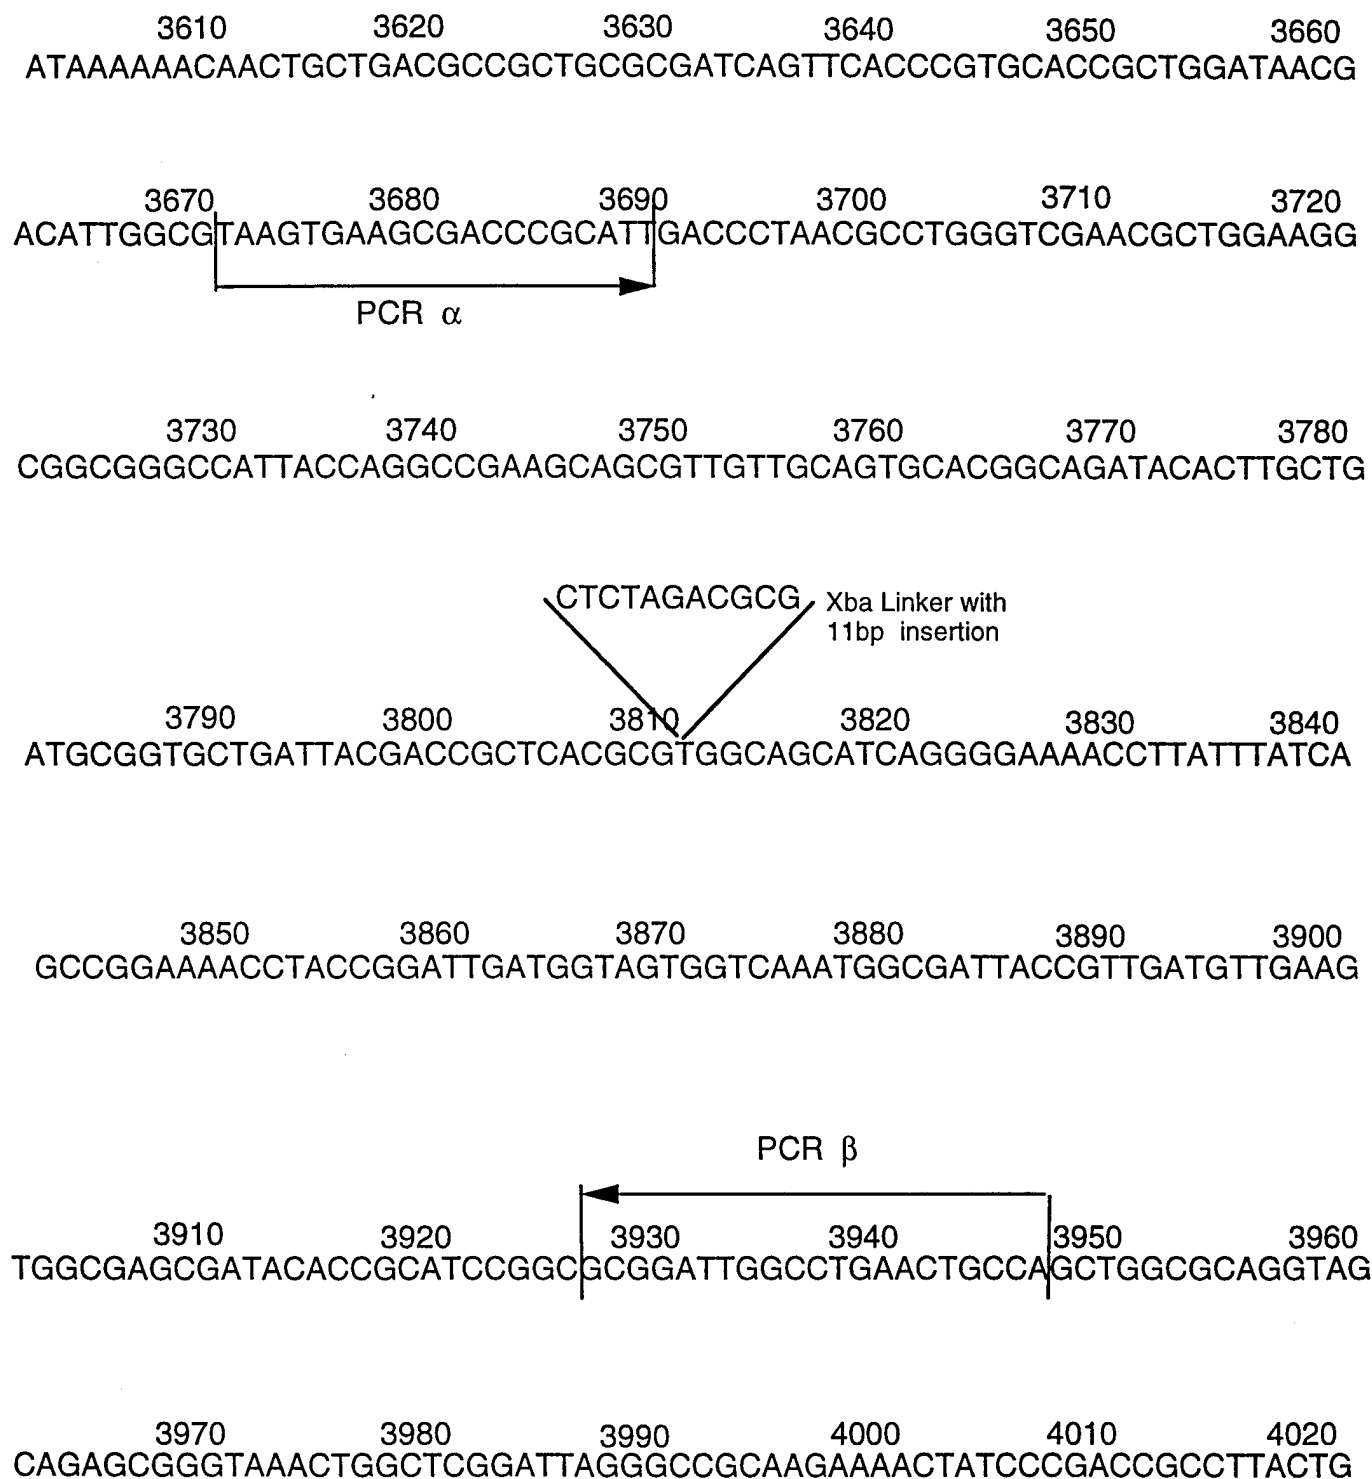 3610 3620 3630 3640 3650 3660
ATAAAAAACAACTGCTGACGCCGCTGCGCGATCAGTTCACCCGTGCACCGCTGGATAACG
3670 3680 3690 3700 3710 3720
ACATTGGCGTAAGTGAAGCGACCCGCATTGACCCTAACGCCTGGGTCGAACGCTGGAAGG
PCR α
3730 3740 3750 3760 3770 3780
CGGCGGGCCATTACCAGGCCGAAGCAGCGTTGTTGCAGTGCACGGCAGATACACTTGCTG
CTCTAGACGCG Xba Linker with
11bp insertion
3790 3800 3810 3820 3830 3840
ATGCGGTGCTGATTACGACCGCTCACGCGTGGCAGCATCAGGGGAAAACCTTATTTATCA
3850 3860 3870 3880 3890 3900
GCCGGAAAACCTACCGGATTGATGGTAGTGGTCAAATGGCGATTACCGTTGATGTTGAAG
PCR β
3910 3920 3930 3940 3950 3960
TGGCGAGCGATACACCGCATCCGGCGCGGATTGGCCTGAACTGCCAGCTGGCGCAGGTAG
3970 3980 3990 4000 4010 4020
CAGAGCGGGTAAACTGGCTCGGATTAGGGCCGCAAGAAAACTATCCCGACCGCCTTACTG